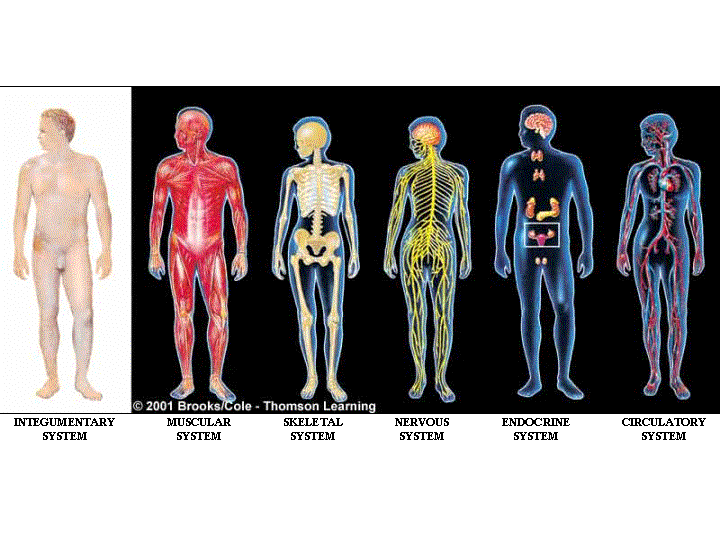 © 2001 Brooks/Cole - Thomson Learning
INTEGUMENTARY
SYSTEM
MUSCULAR
SYSTEM
SKELETAL
SYSTEM
NERVOUS
SYSTEM
ENDOCRINE
SYSTEM
CIRCULATORY
SYSTEM